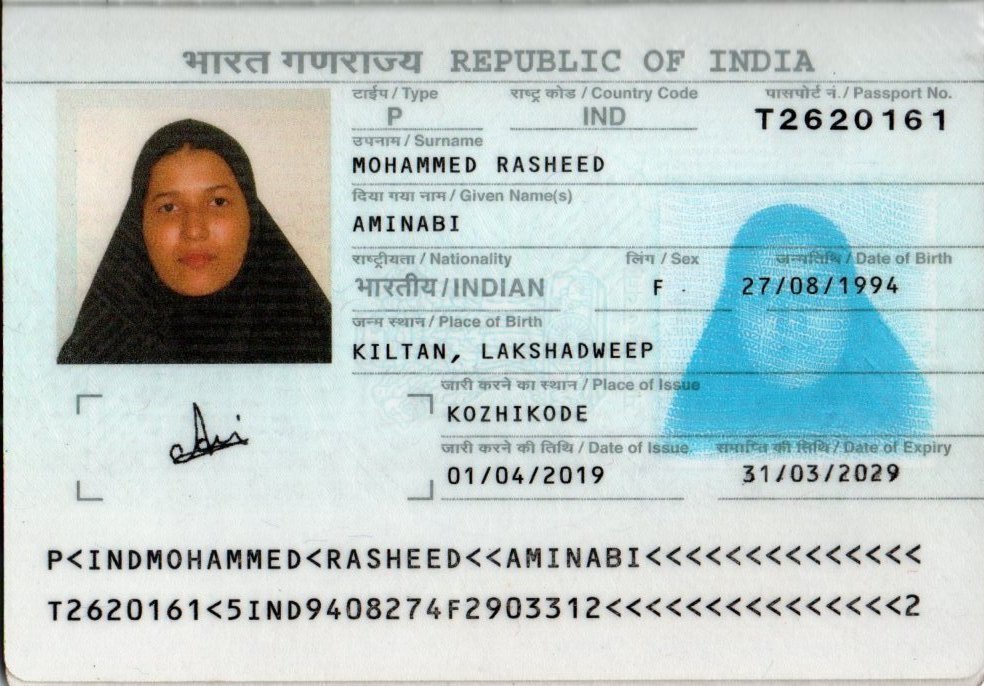 भारत गणराज्य REPUBLIC OF INDIA
टाईप / Type राष्ट्र कोड / Country Code पासपोर्ट नं. / Passport No.
P IND T2620161
उपनाम / Surname
MOHAMMED RASHEED
दिया गया नाम / Given Name(s)
AMINABI
राष्ट्रीयता / Nationality लिंग / Sex जन्मतिथि / Date of Birth
भारतीय / INDIAN F 27/08/1994
जन्म स्थान / Place of Birth
KILTAN, LAKSHADWEEP
जारी करने का स्थान / Place of Issue
KOZHIKODE
जारी करने की तिथि / Date of Issue समाप्ति की तिथि / Date of Expiry
01/04/2019 31/03/2029
P<INDMOHAMMED<RASHEED<<AMINABI<<<<<<<<<<<<<<
T2620161<5IND9408274F2903312<<<<<<<<<<<<<<<2